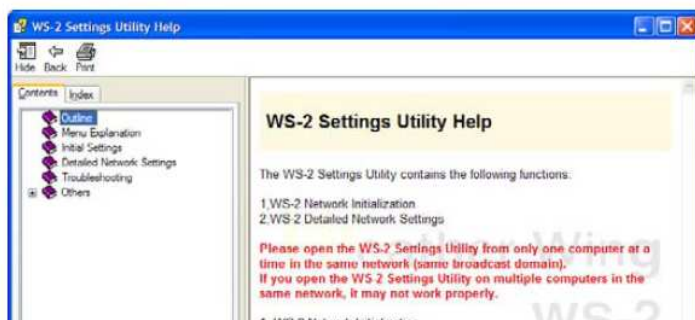 WS-2 Settings Utility Help
Hide Back Print
Contents Index
Outline
Menu Explanation
Initial Settings
Detailed Network Settings
Troubleshooting
Others
WS-2 Settings Utility Help
The WS-2 Settings Utility contains the following functions:
1,WS-2 Network Initialization
2,WS-2 Detailed Network Settings
Please open the WS-2 Settings Utility from only one computer at a
time in the same network (same broadcast domain).
If you open the WS-2 Settings Utility on multiple computers in the
same network, it may not work properly.
Wing
WS-2